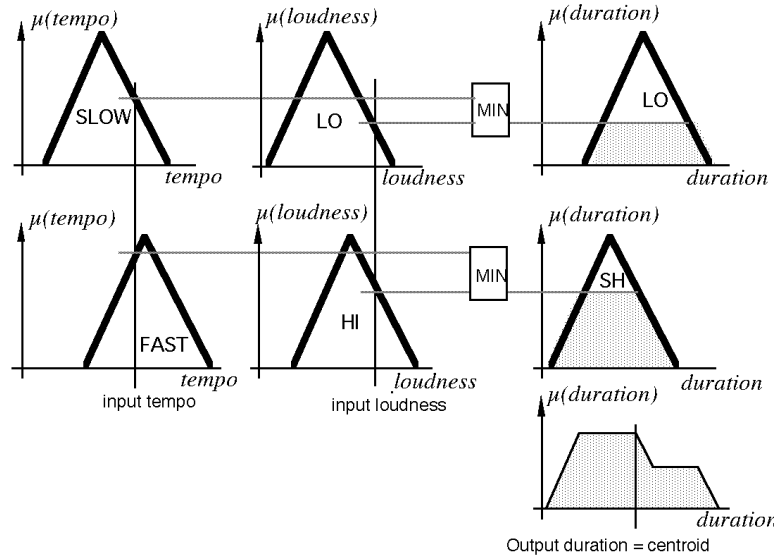 μ(tempo) μ(loudness) μ(duration)
SLOW LO MIN LO
tempo loudness duration
μ(tempo) μ(loudness) μ(duration)
FAST HI MIN SH
tempo loudness duration
input tempo input loudness
μ(duration)
duration
Output duration = centroid